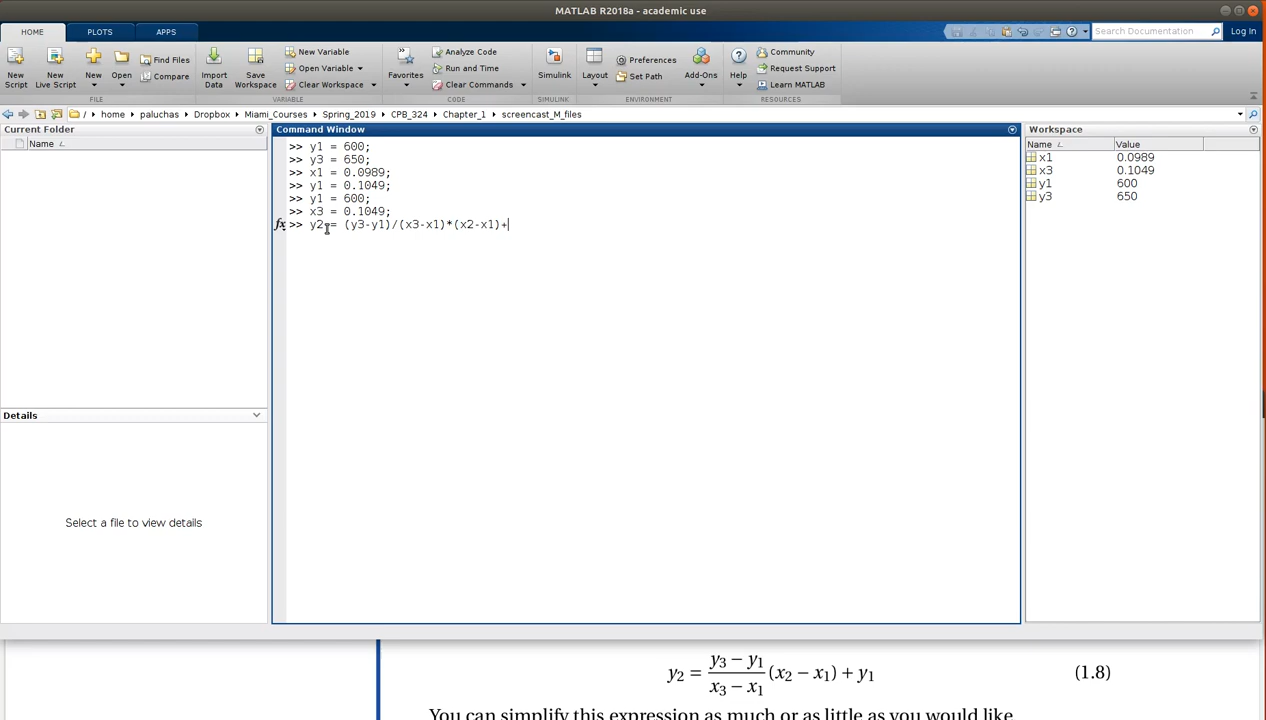 MATLAB R2018a - academic use
HOME PLOTS APPS
Search Documentation Log In
New Script
New Live Script
New
Open
Find Files
Compare
FILE
Import Data
Save Workspace
New Variable
Open Variable
Clear Workspace
VARIABLE
Favorites
Analyze Code
Run and Time
Clear Commands
CODE
Simulink
SIMULINK
Layout
Preferences
Set Path
Add-Ons
ENVIRONMENT
Help
Community
Request Support
Learn MATLAB
RESOURCES
/ home paluchas Dropbox Miami_Courses Spring_2019 CPB_324 Chapter_1 screencast_M_files
Current Folder
Name
Details
Select a file to view details
Command Window
>> y1 = 600;
>> y3 = 650;
>> x1 = 0.0989;
>> y1 = 0.1049;
>> y1 = 600;
>> x3 = 0.1049;
fx >> y2 = (y3-y1)/(x3-x1)*(x2-x1)+
Workspace
Name Value
x1 0.0989
x3 0.1049
y1 600
y3 650
y2 = y3 − y1 / x3 − x1 (x2 − x1) + y1 (1.8)
You can simplify this expression as much or as little as you would like